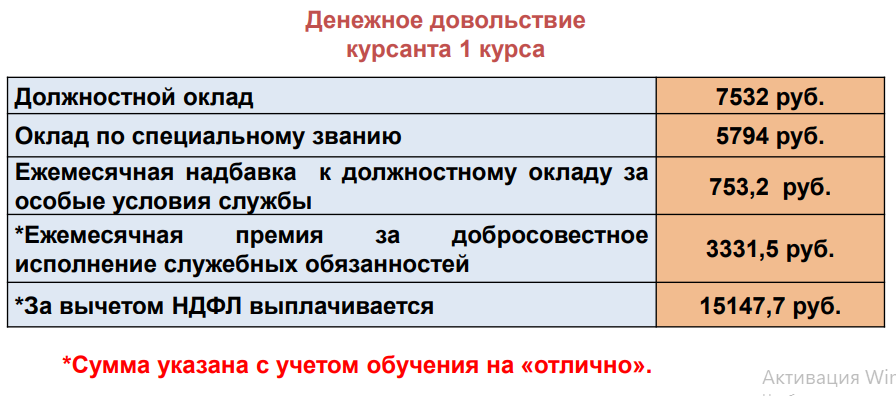 Денежное довольствие
курсанта 1 курса
Должностной оклад 7532 руб.
Оклад по специальному званию 5794 руб.
Ежемесячная надбавка к должностному окладу за
особые условия службы 753,2 руб.
*Ежемесячная премия за добросовестное
исполнение служебных обязанностей 3331,5 руб.
*За вычетом НДФЛ выплачивается 15147,7 руб.
*Сумма указана с учетом обучения на «отлично».
Активация Win